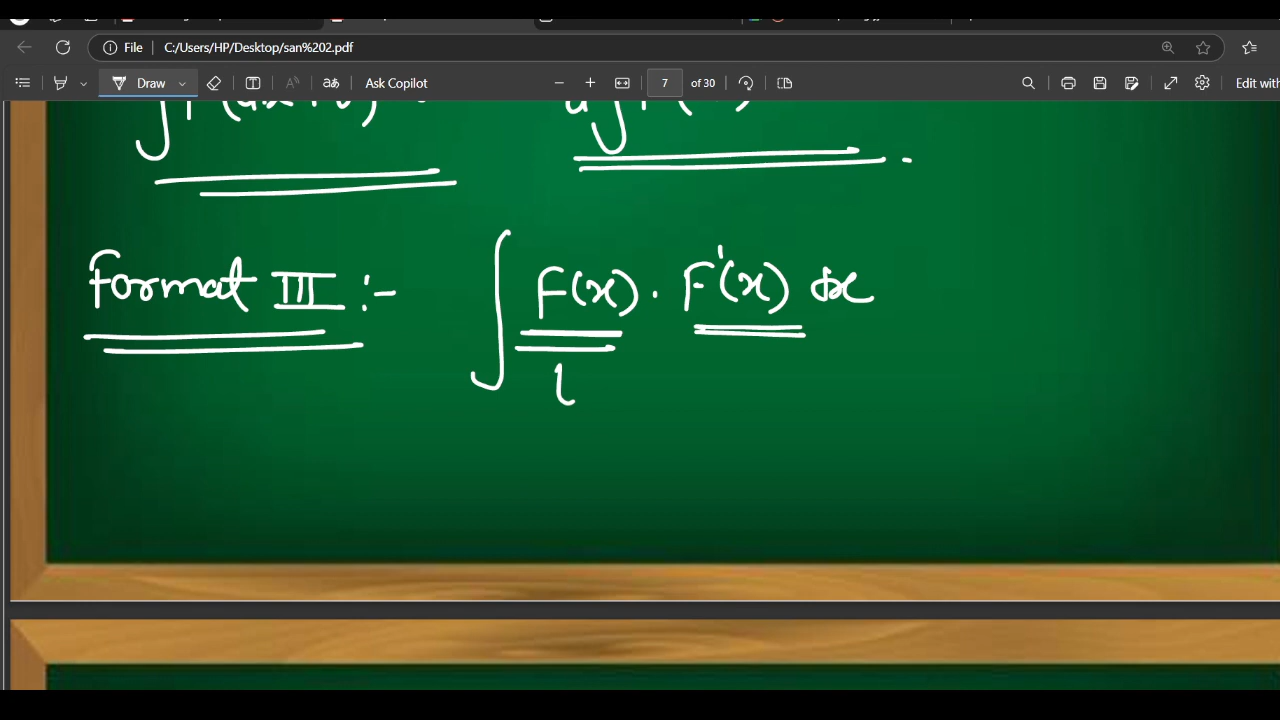 File | C:/Users/HP/Desktop/san%202.pdf
Draw Ask Copilot 7 of 30 Edit with
Format III :- ∫ F(x) . F'(x) dx